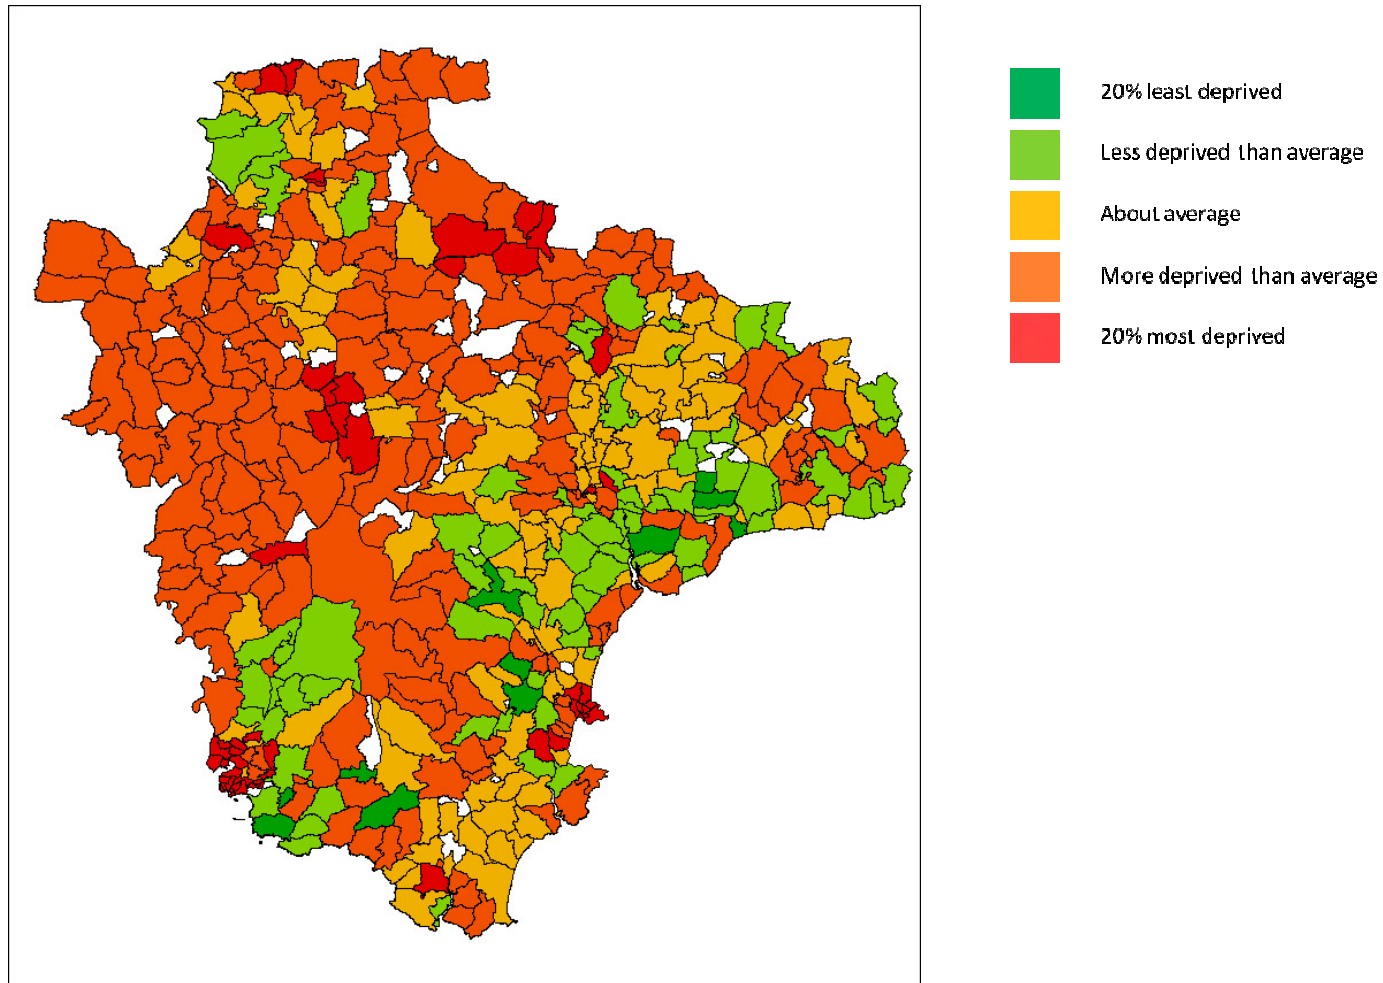 20% least deprived
Less deprived than average
About average
More deprived than average
20% most deprived